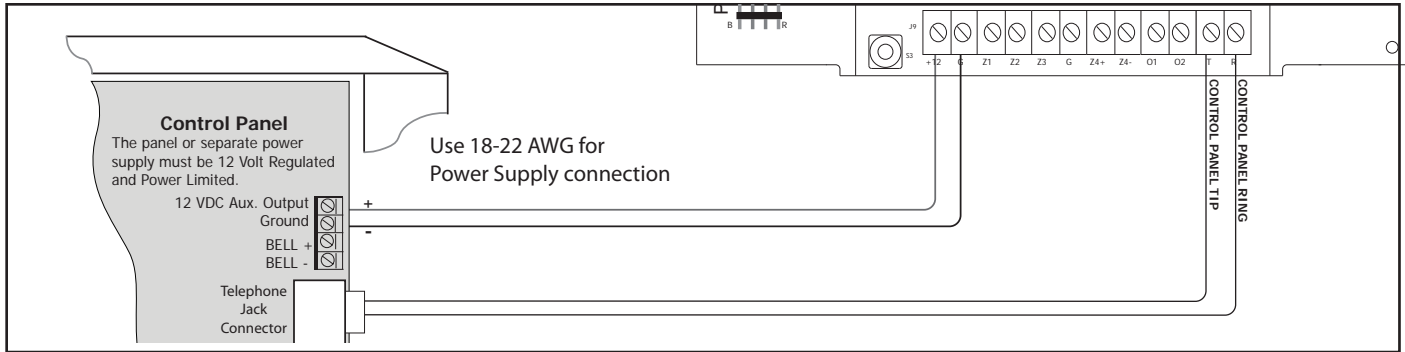 P
B R
J9
S3
+12 G Z1 Z2 Z3 G Z4+ Z4- O1 O2 T R
CONTROL PANEL TIP
CONTROL PANEL RING
Control Panel
The panel or separate power
supply must be 12 Volt Regulated
and Power Limited.
12 VDC Aux. Output
Ground
BELL +
BELL -
+
-
Telephone
Jack
Connector
Use 18-22 AWG for
Power Supply connection